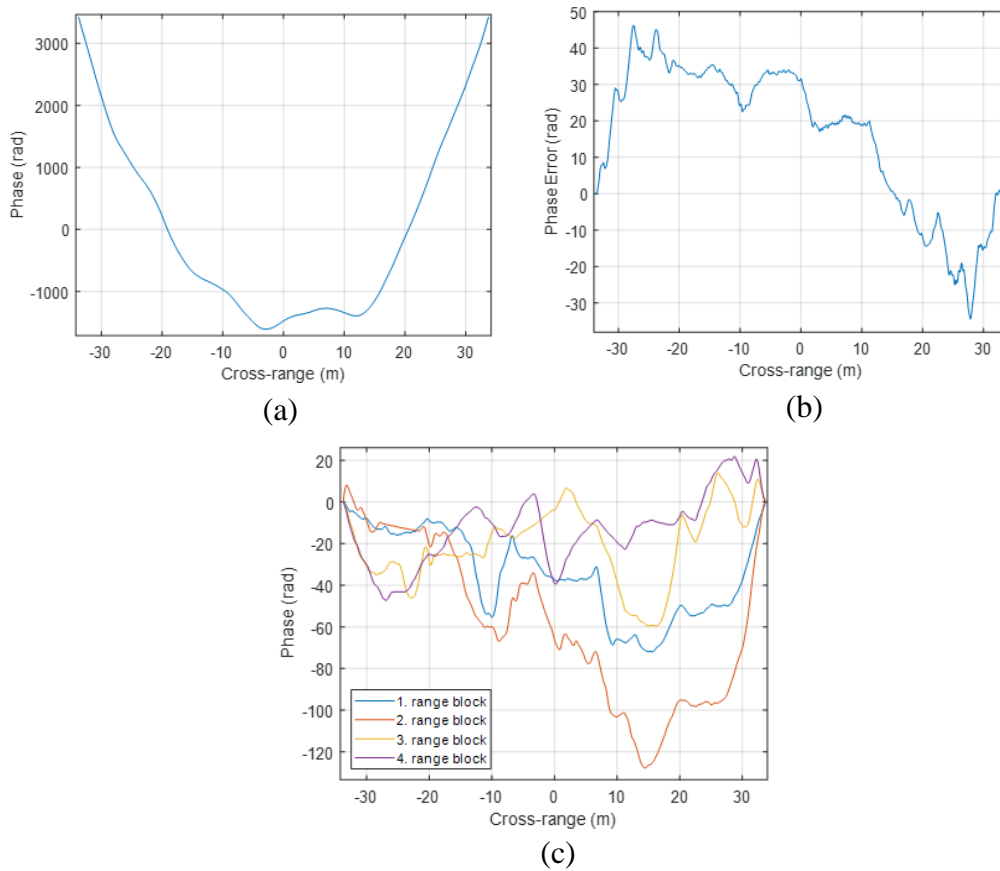 3000
2000
1000
0
-1000
Phase (rad)
-30 -20 -10 0 10 20 30
Cross-range (m)
(a)
50
40
30
20
10
0
-10
-20
-30
Phase Error (rad)
-30 -20 -10 0 10 20 30
Cross-range (m)
(b)
20
0
-20
-40
-60
-80
-100
-120
Phase (rad)
1. range block
2. range block
3. range block
4. range block
-30 -20 -10 0 10 20 30
Cross-range (m)
(c)